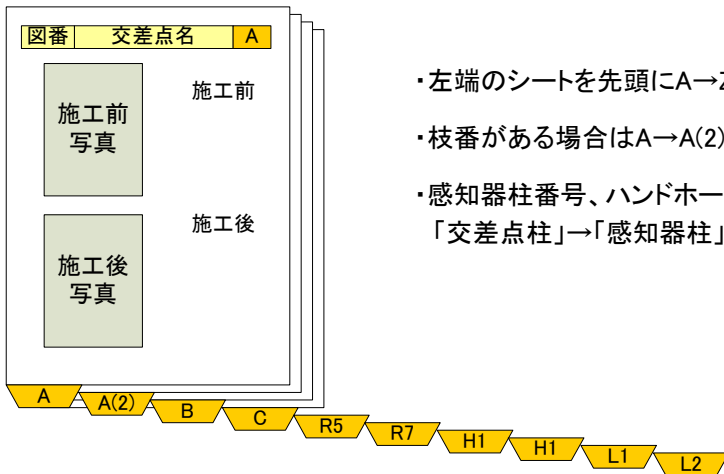 図番 交差点名 A
施工前
写真
施工前
施工後
写真
施工後
・左端のシートを先頭にA→Z
・枝番がある場合はA→A(2)
・感知器柱番号、ハンドホー
「交差点柱」→「感知器柱」
A A(2) B C R5 R7 H1 H1 L1 L2